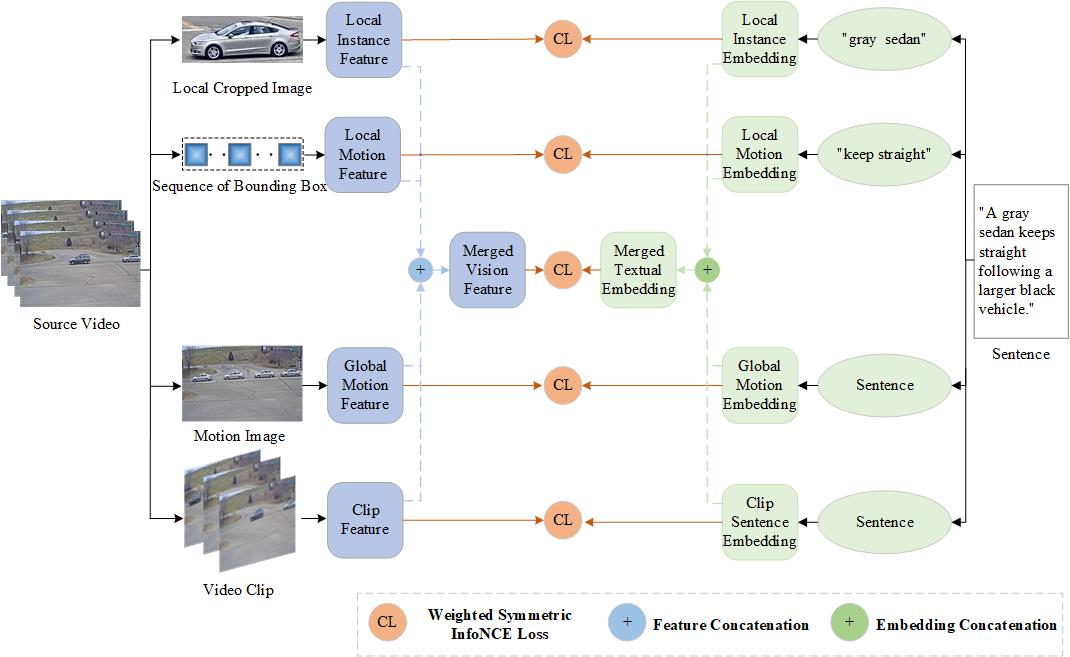 Local
Instance
Feature
CL
Local
Instance
Embedding
"gray sedan"
Local Cropped Image
Local
Motion
Feature
CL
Local
Motion
Embedding
"keep straight"
Sequence of Bounding Box
"A gray
sedan keeps
straight
following a
larger black
vehicle."
Sentence
Source Video
+
Merged
Vision
Feature
CL
Merged
Textual
Embedding
+
Global
Motion
Feature
CL
Global
Motion
Embedding
Sentence
Motion Image
Clip
Feature
CL
Clip
Sentence
Embedding
Sentence
Video Clip
CL
Weighted Symmetric
InfoNCE Loss
+
Feature Concatenation
+
Embedding Concatenation